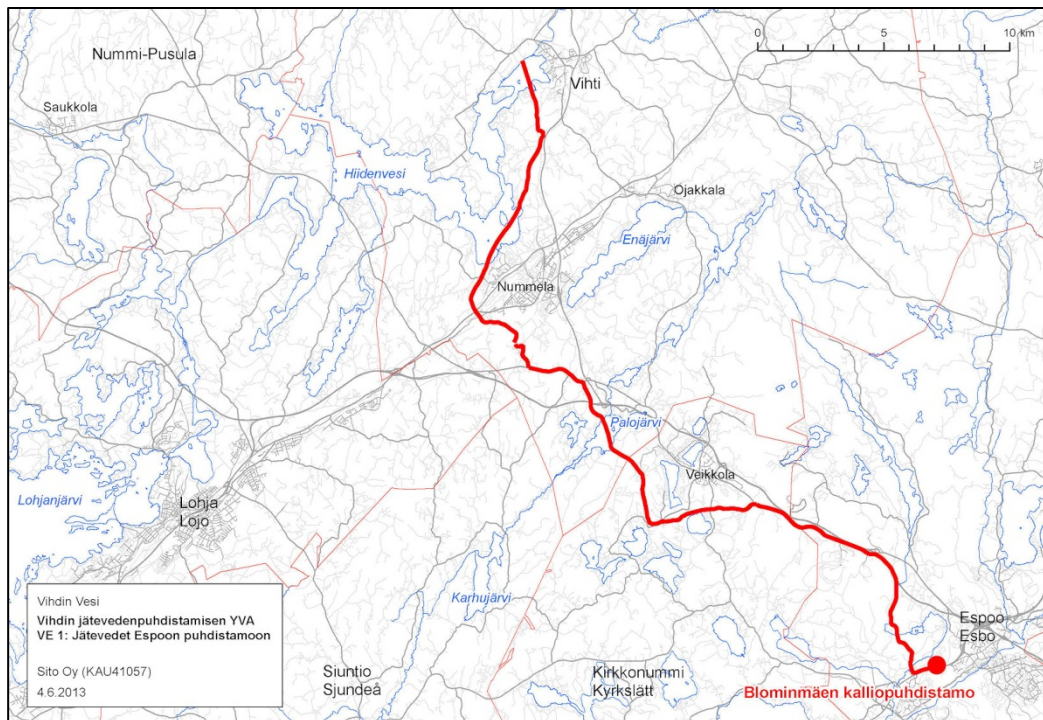 Nummi-Pusula
0 5 10 km
Vihti
Saukkola
Hiidenvesi
Ojakkala
Enäjärvi
Nummela
Palojärvi
Veikkola
Lohjanjärvi
Lohja
Lojo
Karhujärvi
Vihdin Vesi
Vihdin jätevedenpuhdistamisen YVA
VE 1: Jätevedet Espoon puhdistamoon
Sito Oy (KAU41057)
4.6.2013
Siuntio
Sjundeå
Kirkkonummi
Kyrkslätt
Espoo
Esbo
Blominmäen kalliopuhdistamo